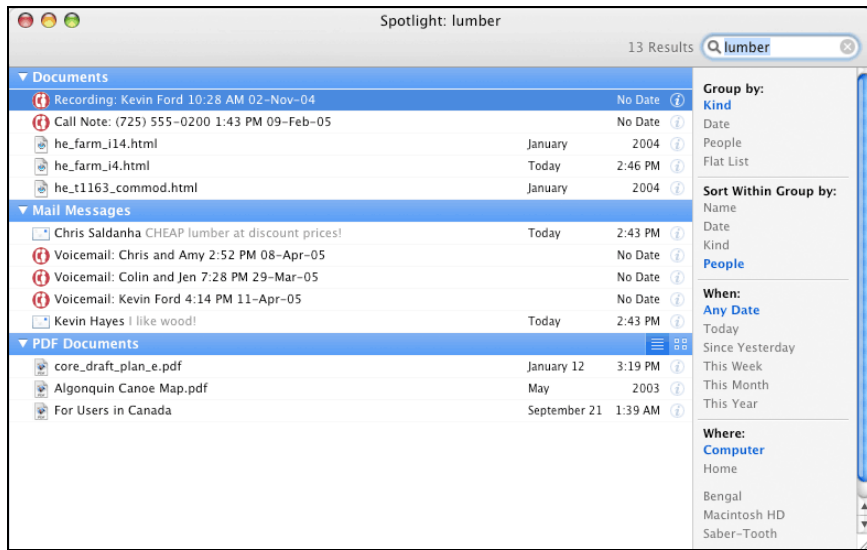 Spotlight: lumber
13 Results lumber
Documents
Recording: Kevin Ford 10:28 AM 02-Nov-04 No Date
Call Note: (725) 555-0200 1:43 PM 09-Feb-05 No Date
he_farm_i14.html January 2004
he_farm_i4.html Today 2:46 PM
he_t1163_commod.html January 2004
Mail Messages
Chris Saldanha CHEAP lumber at discount prices! Today 2:43 PM
Voicemail: Chris and Amy 2:52 PM 08-Apr-05 No Date
Voicemail: Colin and Jen 7:28 PM 29-Mar-05 No Date
Voicemail: Kevin Ford 4:14 PM 11-Apr-05 No Date
Kevin Hayes I like wood! Today 2:43 PM
PDF Documents
core_draft_plan_e.pdf January 12 3:19 PM
Algonquin Canoe Map.pdf May 2003
For Users in Canada September 21 1:39 AM
Group by:
Kind
Date
People
Flat List
Sort Within Group by:
Name
Date
Kind
People
When:
Any Date
Today
Since Yesterday
This Week
This Month
This Year
Where:
Computer
Home
Bengal
Macintosh HD
Saber-Tooth